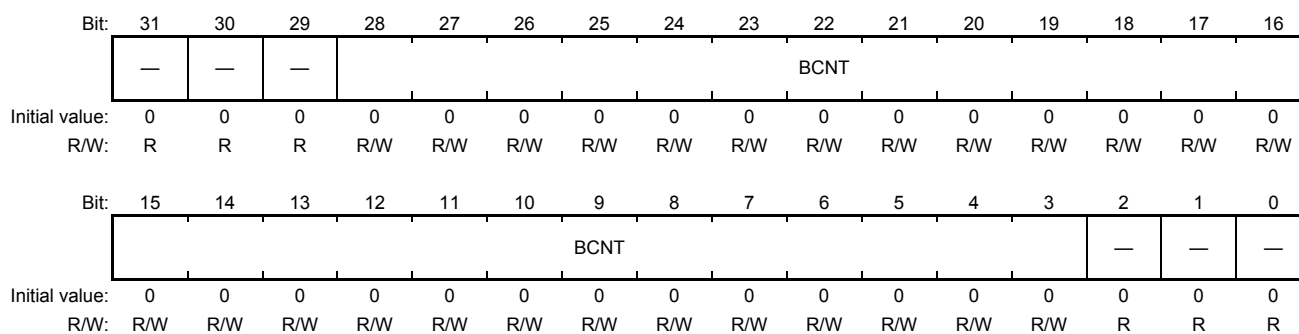 Bit: 31 30 29 28 27 26 25 24 23 22 21 20 19 18 17 16
— — — BCNT
Initial value: 0 0 0 0 0 0 0 0 0 0 0 0 0 0 0 0
R/W: R R R R/W R/W R/W R/W R/W R/W R/W R/W R/W R/W R/W R/W R/W
Bit: 15 14 13 12 11 10 9 8 7 6 5 4 3 2 1 0
BCNT — — —
Initial value: 0 0 0 0 0 0 0 0 0 0 0 0 0 0 0 0
R/W: R/W R/W R/W R/W R/W R/W R/W R/W R/W R/W R/W R/W R/W R R R